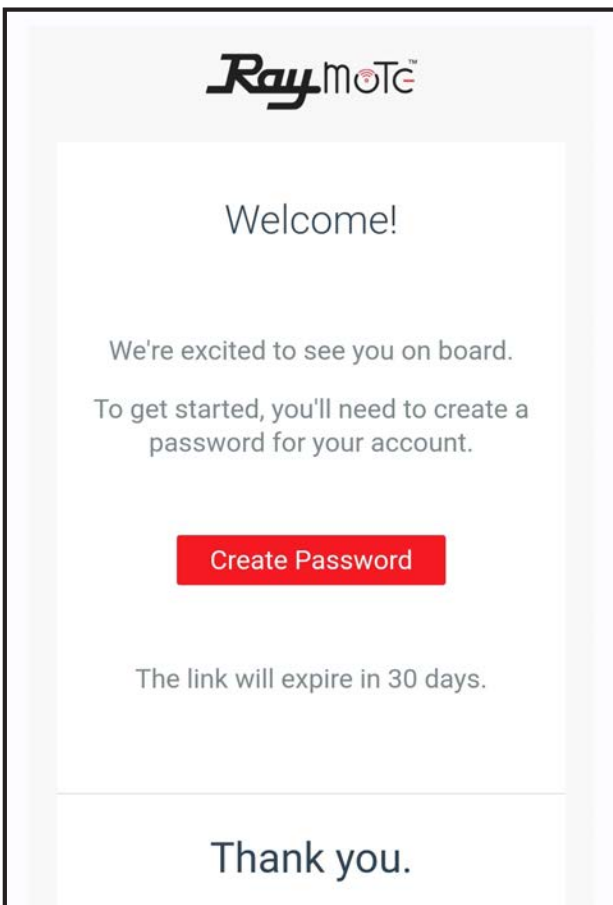 RaymoTe™
Welcome!
We're excited to see you on board.
To get started, you'll need to create a
password for your account.
Create Password
The link will expire in 30 days.
Thank you.